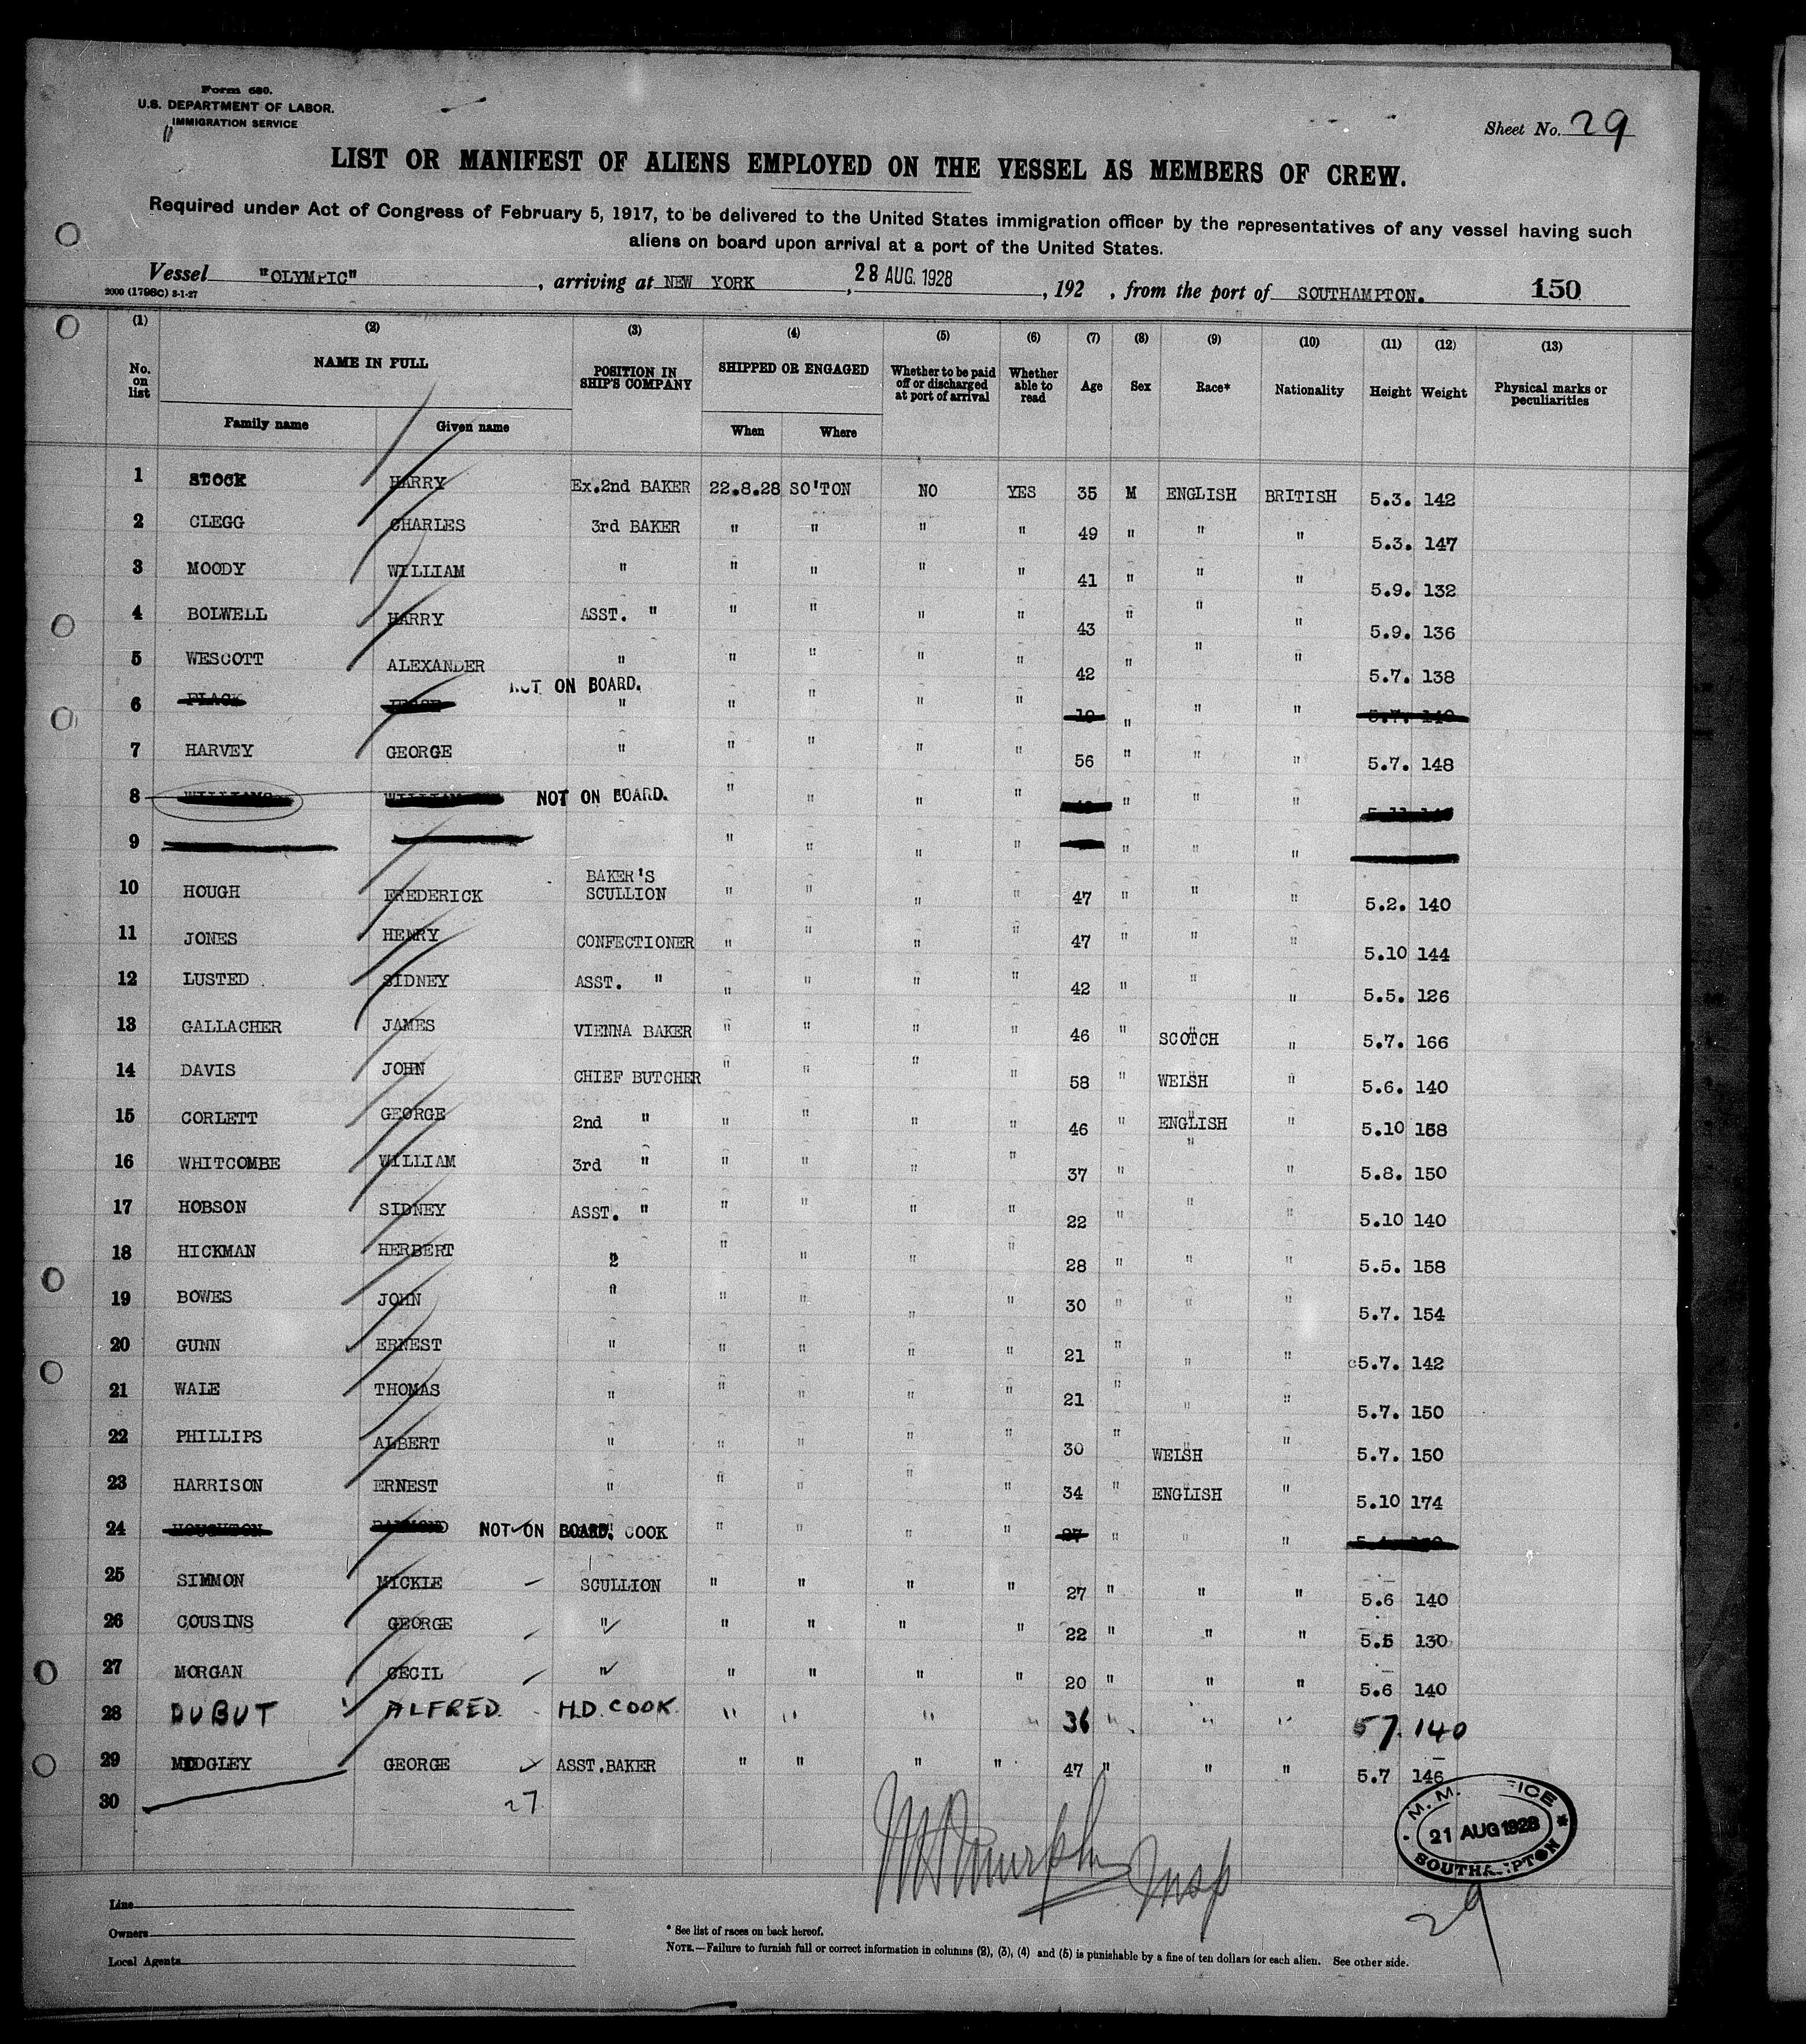 Form 680.
U.S. DEPARTMENT OF LABOR.
IMMIGRATION SERVICE
Sheet No. 29
LIST OR MANIFEST OF ALIENS EMPLOYED ON THE VESSEL AS MEMBERS OF CREW.
Required under Act of Congress of February 5, 1917, to be delivered to the United States immigration officer by the representatives of any vessel having such
aliens on board upon arrival at a port of the United States.
Vessel "OLYMPIC", arriving at NEW YORK, 28 AUG. 1928, 192 , from the port of SOUTHAMPTON. 150
2000 (1798C) 8-1-27
(1) (2) (3) (4) (5) (6) (7) (8) (9) (10) (11) (12) (13)
No. on list NAME IN FULL POSITION IN SHIP'S COMPANY SHIPPED OR ENGAGED Whether to be paid off or discharged at port of arrival Whether able to read Age Sex Race* Nationality Height Weight Physical marks or peculiarities
Family name Given name When Where
1 STOCK HARRY Ex.2nd BAKER 22.8.28 SO'TON NO YES 35 M ENGLISH BRITISH 5.3. 142
2 CLEGG CHARLES 3rd BAKER " " " " 49 " " " 5.3. 147
3 MOODY WILLIAM " " " " " 41 " " " 5.9. 132
4 BOLWELL HARRY ASST. " " " " " 43 " " " 5.9. 136
5 WESCOTT ALEXANDER " " " " " 42 " " " 5.7. 138
6 NOT ON BOARD. " " " " " " " "
7 HARVEY GEORGE " " " " " 56 " " " 5.7. 148
8 WILLIAMS NOT ON BOARD. " " " " " " "
9 " " " " " " "
10 HOUGH FREDERICK BAKER'S SCULLION " " " " 47 " " " 5.2. 140
11 JONES HENRY CONFECTIONER " " " " 47 " " " 5.10 144
12 LUSTED SIDNEY ASST. " " " " " 42 " " " 5.5. 126
13 GALLACHER JAMES VIENNA BAKER " " " " 46 " SCOTCH " 5.7. 166
14 DAVIS JOHN CHIEF BUTCHER " " " " 58 " WELSH " 5.6. 140
15 CORLETT GEORGE 2nd " " " " " 46 " ENGLISH " 5.10 158
16 WHITCOMBE WILLIAM 3rd " " " " " 37 " " " 5.8. 150
17 HOBSON SIDNEY ASST. " " " " " 22 " " " 5.10 140
18 HICKMAN HERBERT " " " " " 28 " " " 5.5. 158
19 BOWES JOHN " " " " " 30 " " " 5.7. 154
20 GUNN ERNEST " " " " " 21 " " " 5.7. 142
21 WALE THOMAS " " " " " 21 " " " 5.7. 150
22 PHILLIPS ALBERT " " " " " 30 " WELSH " 5.7. 150
23 HARRISON ERNEST " " " " " 34 " ENGLISH " 5.10 174
24 HOUGHTON NOT ON BOARD. COOK " " " " " " "
25 SIMMON MICKIE SCULLION " " " " 27 " " " 5.6 140
26 COUSINS GEORGE " " " " " 22 " " " 5.5 130
27 MORGAN CECIL " " " " " 20 " " " 5.6 140
28 DUBUT ALFRED H.D. COOK " " " " 36 " " " 5 7. 140
29 MIDGLEY GEORGE ASST.BAKER " " " " 47 " " " 5.7 146
30
27
M.M. OFFICE
21 AUG 1928
SOUTHAMPTON
Murphy Insp
29
Line
Owners
Local Agents
* See list of races on back hereof.
NOTE.—Failure to furnish full or correct information in columns (2), (3), (4) and (5) is punishable by a fine of ten dollars for each alien. See other side.